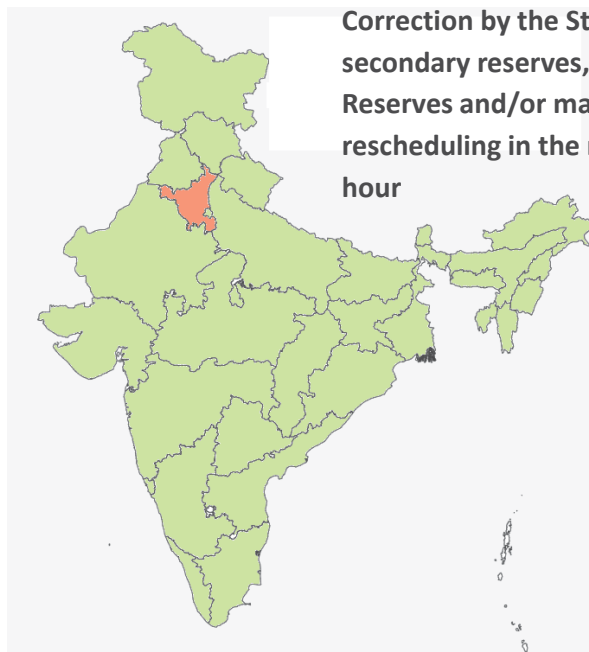 Correction by the St
secondary reserves,
Reserves and/or ma
rescheduling in the
hour